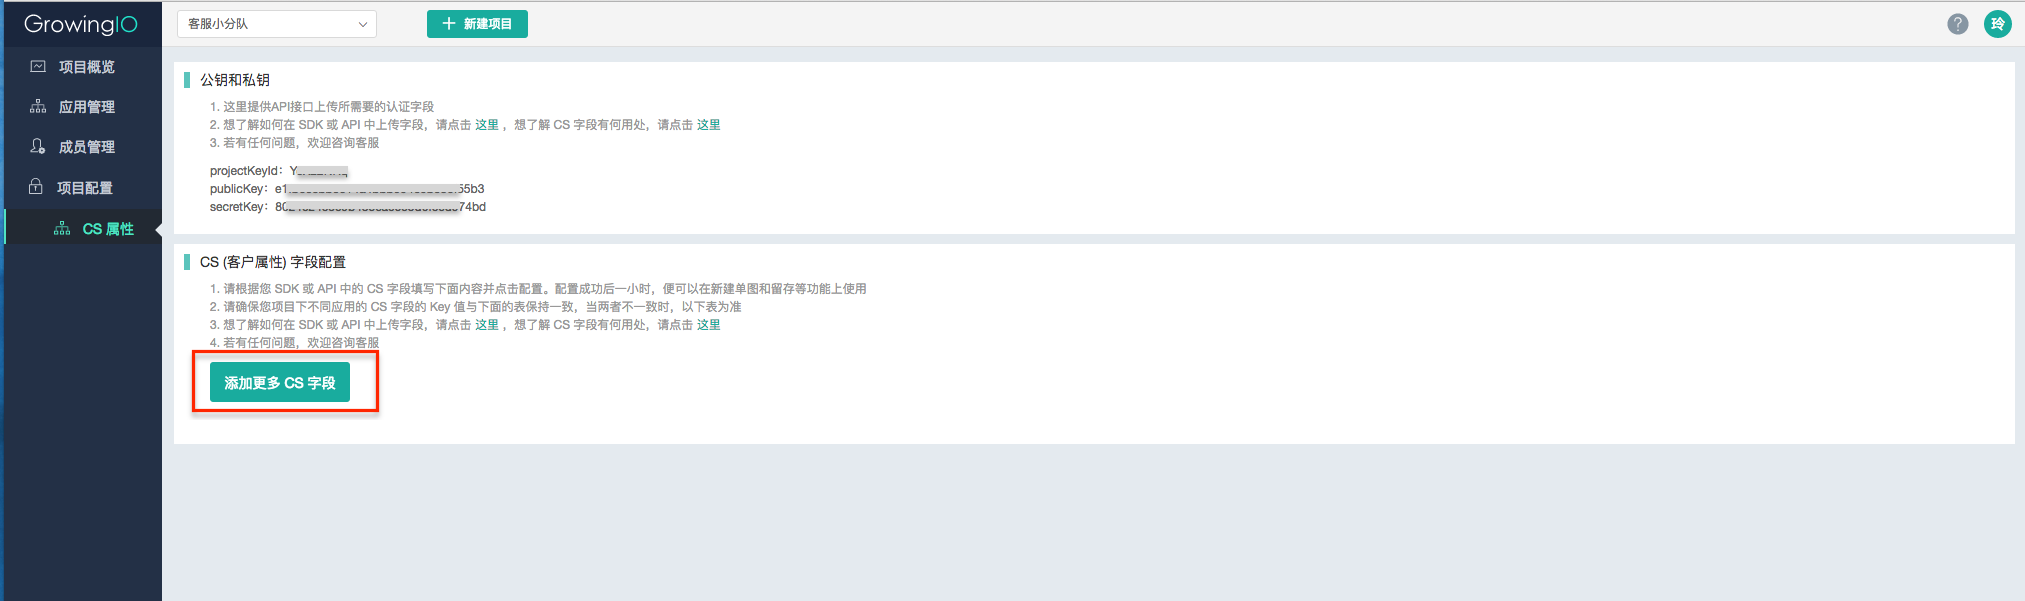 GrowingIO
客服小分队
新建项目
?
玲
项目概览
应用管理
成员管理
项目配置
CS 属性
公钥和私钥
1. 这里提供API接口上传所需要的认证字段
2. 想了解如何在 SDK 或 API 中上传字段，请点击 这里 ，想了解 CS 字段有何用处，请点击 这里
3. 若有任何问题，欢迎咨询客服
projectKeyId：
publicKey：
secretKey：
CS (客户属性) 字段配置
1. 请根据您 SDK 或 API 中的 CS 字段填写下面内容并点击配置。配置成功后一小时，便可以在新建单图和留存等功能上使用
2. 请确保您项目下不同应用的 CS 字段的 Key 值与下面的表保持一致，当两者不一致时，以下表为准
3. 想了解如何在 SDK 或 API 中上传字段，请点击 这里 ，想了解 CS 字段有何用处，请点击 这里
4. 若有任何问题，欢迎咨询客服
添加更多 CS 字段